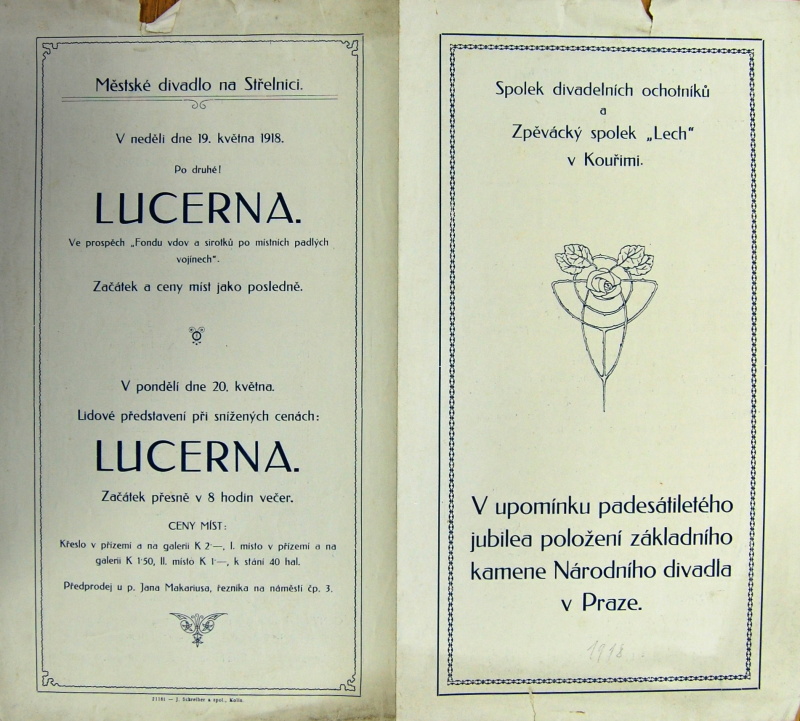 Městské divadlo na Střelnici.
V neděli dne 19. května 1918.
Po druhé!
LUCERNA.
Ve prospěch „Fondu vdov a sirotků po místních padlých
vojínech“.
Začátek a ceny míst jako posledně.
V pondělí dne 20. května.
Lidové představení při snížených cenách:
LUCERNA.
Začátek přesně v 8 hodin večer.
CENY MÍST:
Křeslo v přízemí a na galerii K 2·—, I. místo v přízemí a na
galerii K 1·50, II. místo K 1·—, k stání 40 hal.
Předprodej u p. Jana Makariusa, řezníka na náměstí čp. 3.
21161 — J. Schreiber a spol., Kolín.
Spolek divadelních ochotníků
a
Zpěvácký spolek „Lech“
v Kouřimi.
V upomínku padesátiletého
jubilea položení základního
kamene Národního divadla
v Praze.
1918